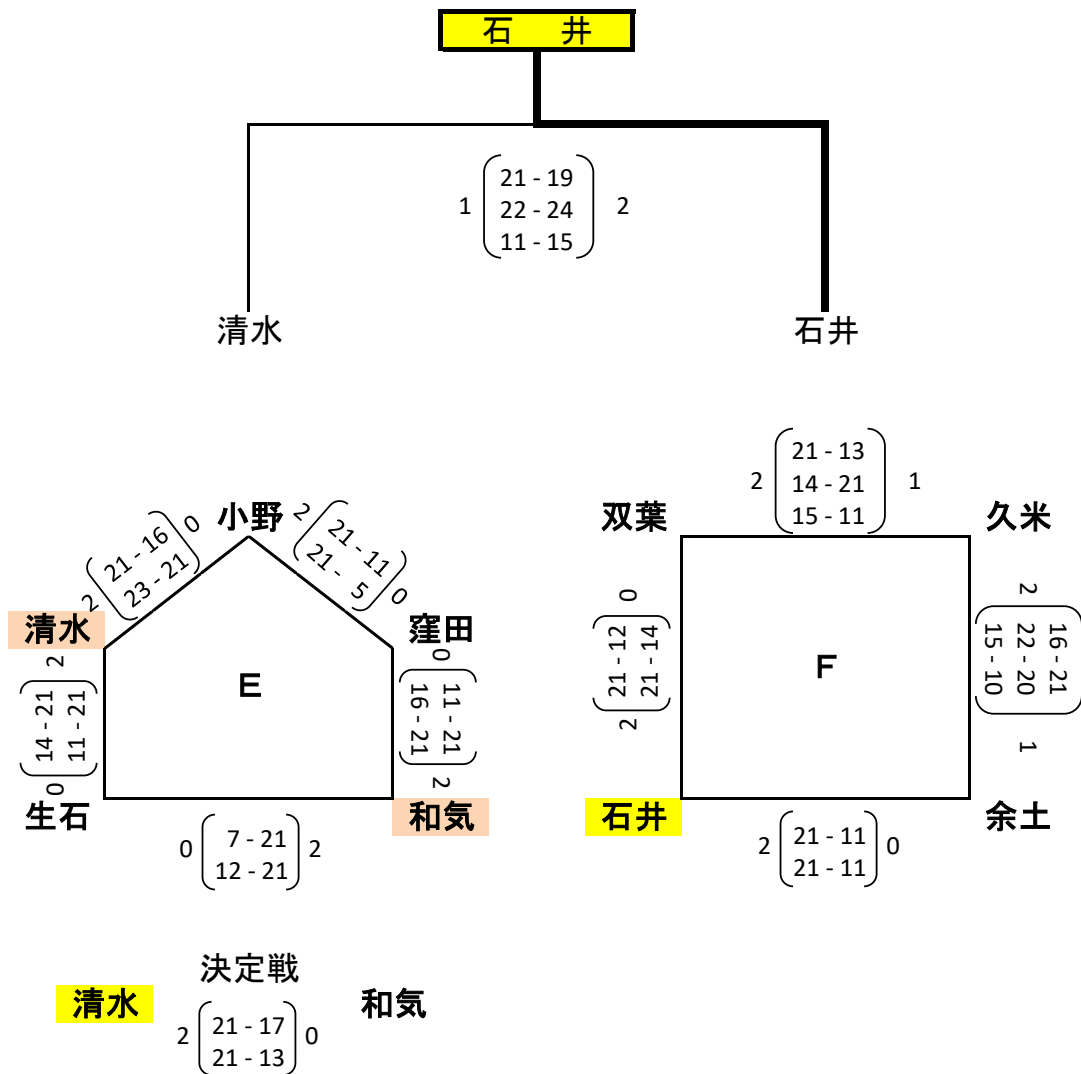 石　井
21 - 19
1 22 - 24 2
11 - 15
清水 石井
21 - 13
2 14 - 21 1
15 - 11
小野
双葉 久米
2 21 - 16 0
23 - 21
2 21 - 11 0
21 - 5
清水 窪田
2
14 - 21
11 - 21
0
E
0
11 - 21
16 - 21
2
0
21 - 12
21 - 14
2
F
2
16 - 21
22 - 20
15 - 10
1
生石 和気
石井 余土
0 7 - 21 2
12 - 21
2 21 - 11 0
21 - 11
決定戦
清水 和気
2 21 - 17 0
21 - 13